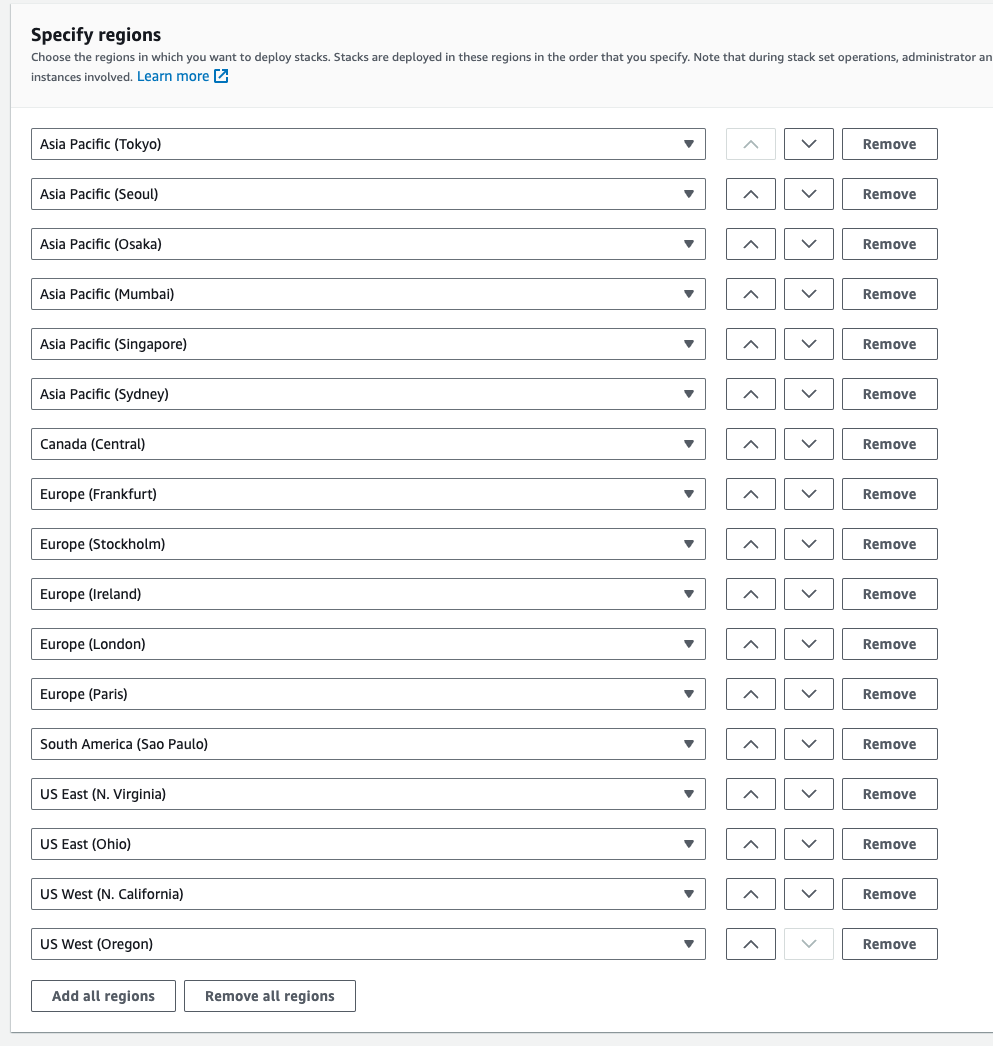 Specify regions
Choose the regions in which you want to deploy stacks. Stacks are deployed in these regions in the order that you specify. Note that during stack set operations, administrator an
instances involved. Learn more
Asia Pacific (Tokyo) Remove
Asia Pacific (Seoul) Remove
Asia Pacific (Osaka) Remove
Asia Pacific (Mumbai) Remove
Asia Pacific (Singapore) Remove
Asia Pacific (Sydney) Remove
Canada (Central) Remove
Europe (Frankfurt) Remove
Europe (Stockholm) Remove
Europe (Ireland) Remove
Europe (London) Remove
Europe (Paris) Remove
South America (Sao Paulo) Remove
US East (N. Virginia) Remove
US East (Ohio) Remove
US West (N. California) Remove
US West (Oregon) Remove
Add all regions Remove all regions